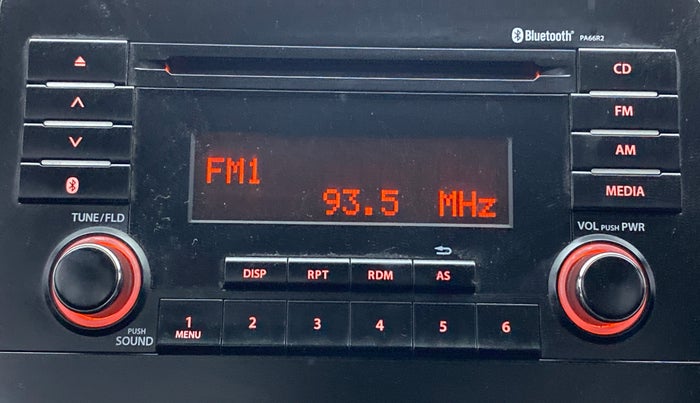 Bluetooth® PA66R2
CD
FM
AM
MEDIA
FM1
93.5 MHz
TUNE/FLD
VOL PUSH PWR
DISP RPT RDM AS
PUSH
SOUND
1 2 3 4 5 6
MENU